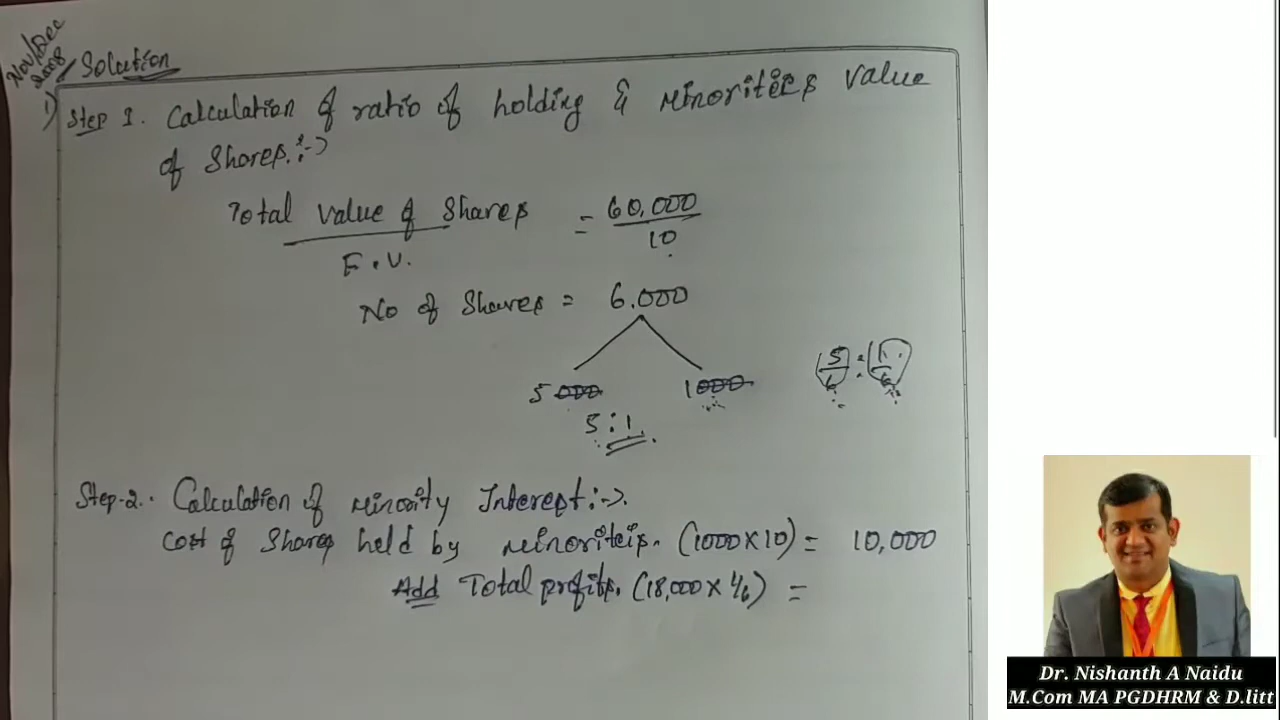 Nov/Dec
2008
Solution
1) Step 1. Calculation of ratio of holding & Minorities Value
of Shares:->
Total Value of Shares = 60,000
F.V. 10
No of Shares = 6,000
5000 1000
5/6 : 1/6
5:1
Step-2. Calculation of Minority Interest:->.
Cost of Shares held by Minorities. (1000x10) = 10,000
Add Total profits. (18,000 x 1/6) =
Dr. Nishanth A Naidu
M.Com MA PGDHRM & D.litt